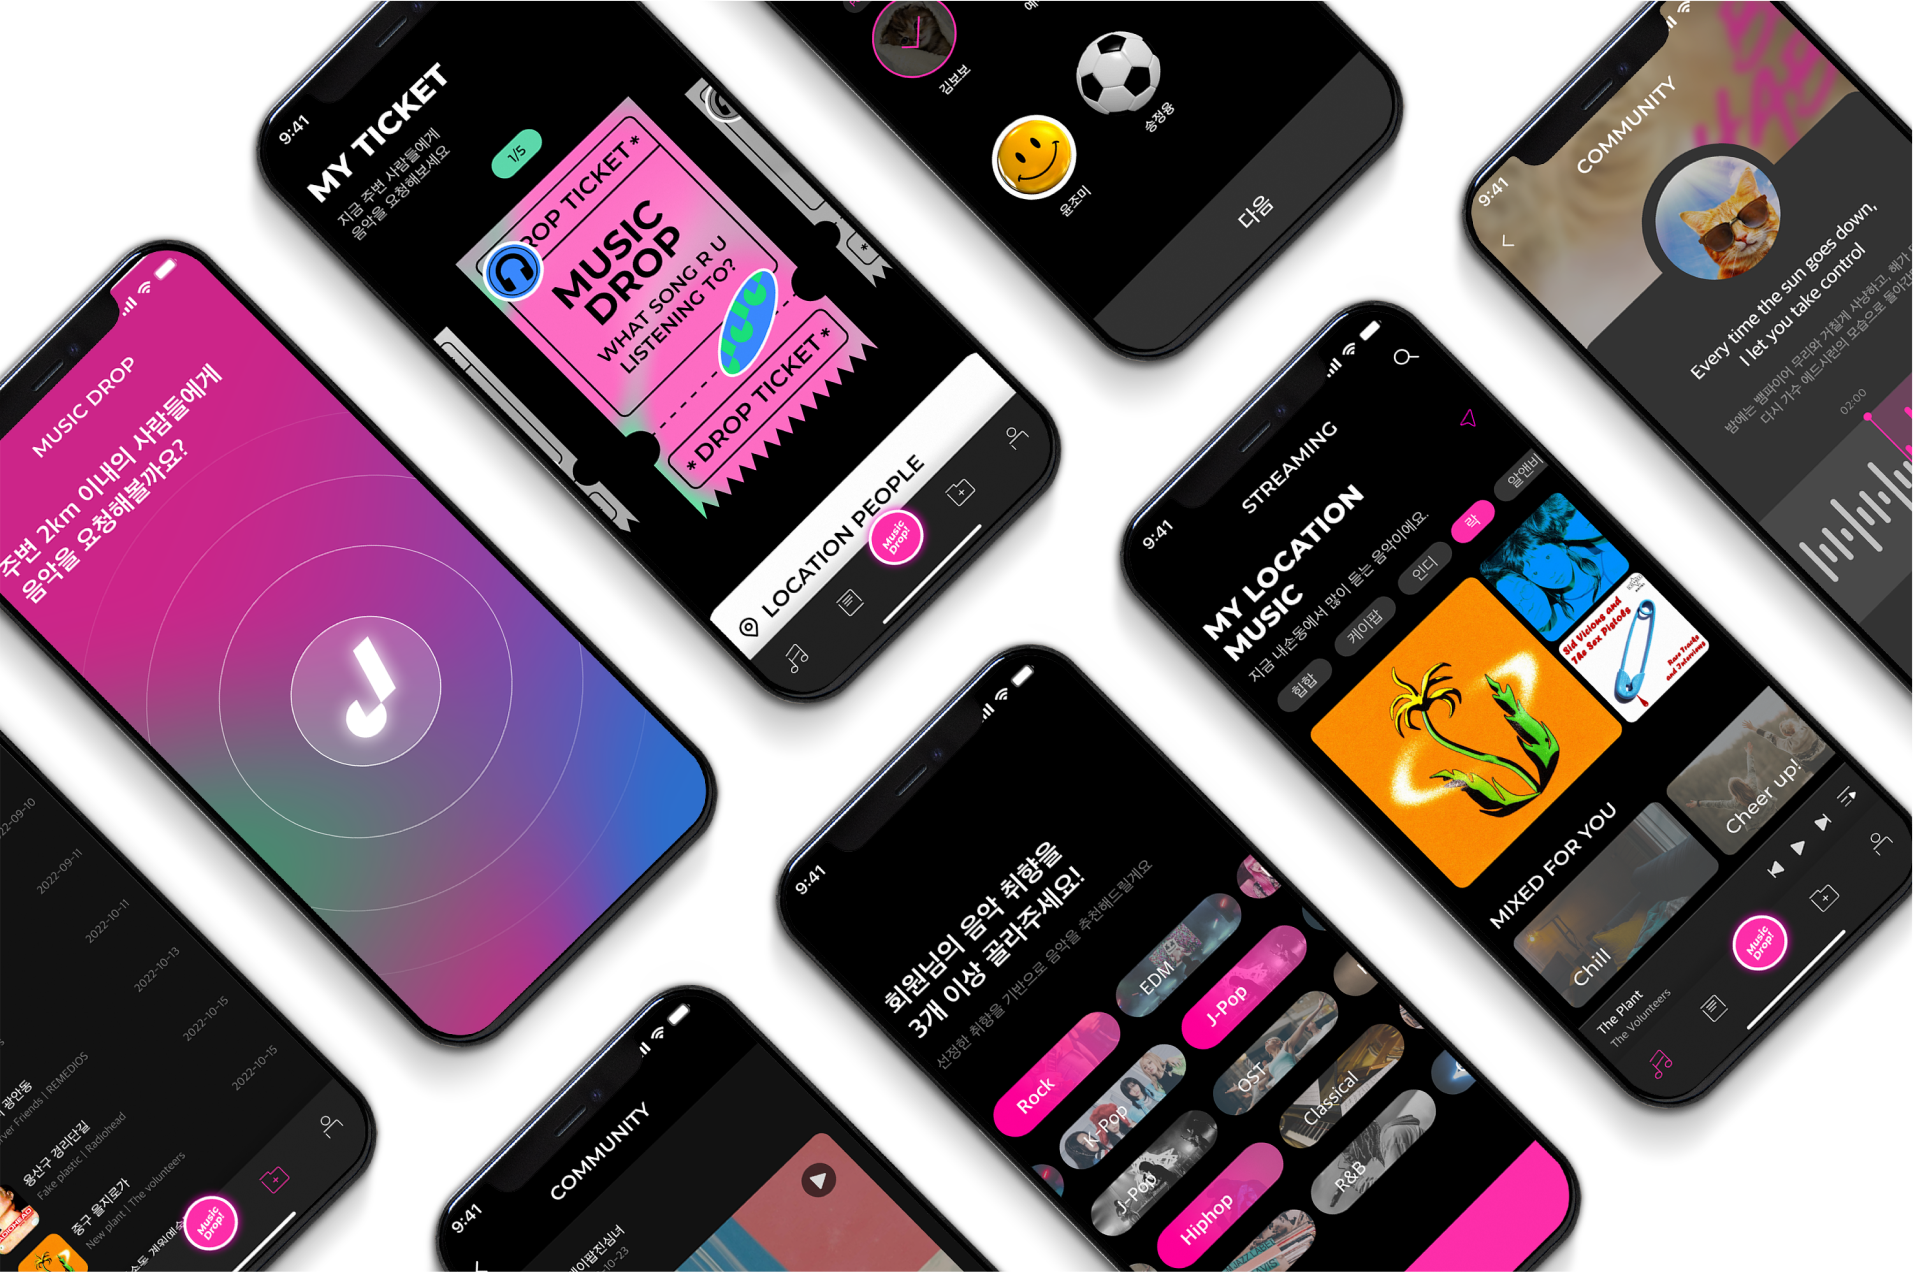 9:41
MY TICKET
지금 주변 사람들에게
음악을 요청해보세요
1/5
DROP TICKET*
MUSIC
DROP
WHAT SONG R U
LISTENING TO?
*DROP TICKET*
LOCATION PEOPLE
Music
Drop!
김보보
송정용
윤조미
다음
9:41
COMMUNITY
Every time the sun goes down,
I let you take control
밤에는 뱀파이어 무리와 거칠게 사냥하고, 해가
다시 가수 에드시런의 모습으로
02:00
MUSIC DROP
주변 2km 이내의 사람들에게
음악을 요청해볼까요?
9:41
STREAMING
MY LOCATION
MUSIC
지금 내손동에서 많이 듣는 음악이에요.
힙합
케이팝
인디
락
알앤비
Sid Vicious and
The Sex Pistols
Rare Tracks
and Interviews
MIXED FOR YOU
Chill
Cheer up!
The Plant
The Volunteers
Music
Drop!
9:41
회원님의 음악 취향을
3개 이상 골라주세요!
선정한 취향을 기반으로 음악을 추천해드릴게요
Rock
EDM
K-Pop
J-Pop
J-Pop
OST
Classical
Hiphop
R&B
22-09-10
2022-09-11
2022-10-11
2022-10-13
2022-10-15
2022-10-15
광안동
ver Friends | REMEDIOS
용산구 경리단길
Fake plastic | Radiohead
중구 을지로가
New plant | The volunteers
Music
Drop!
9:41
COMMUNITY
케이팝진심녀
-10-23